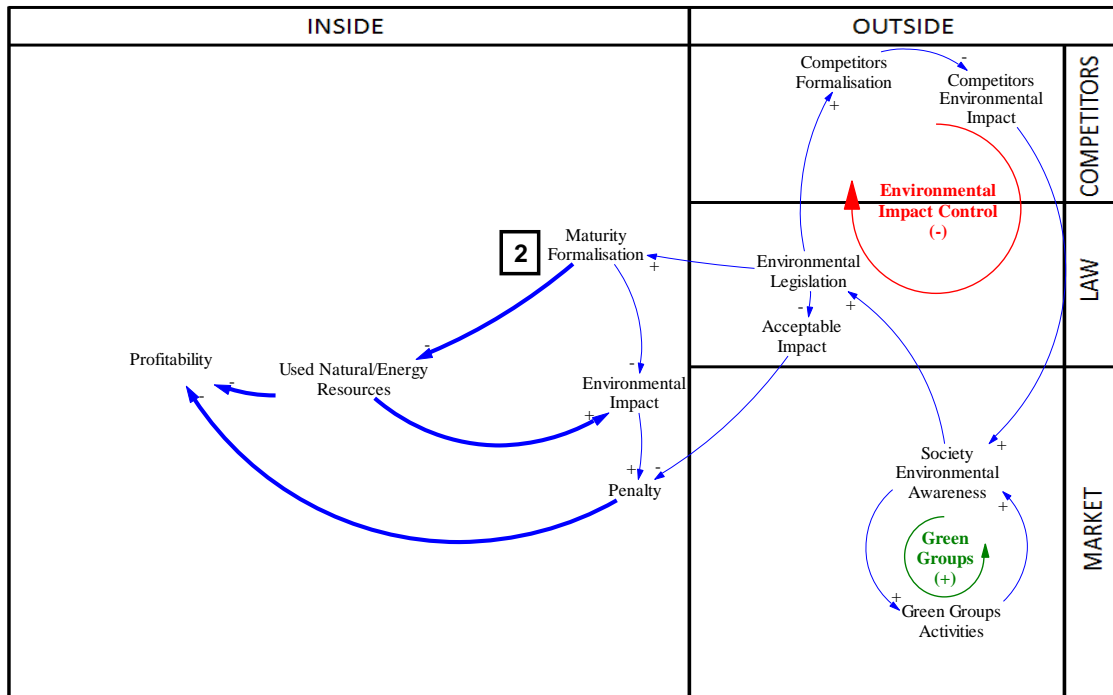 INSIDE
OUTSIDE
COMPETITORS
LAW
MARKET
Competitors
Formalisation
+
-
Competitors
Environmental
Impact
Environmental
Impact Control
(-)
2
Maturity
Formalisation
+
Environmental
Legislation
+
-
Acceptable
Impact
Profitability
-
-
-
Used Natural/Energy
Resources
-
Environmental
Impact
+
+
-
Penalty
+
Society
Environmental
Awareness
+
Green
Groups
(+)
+
Green Groups
Activities